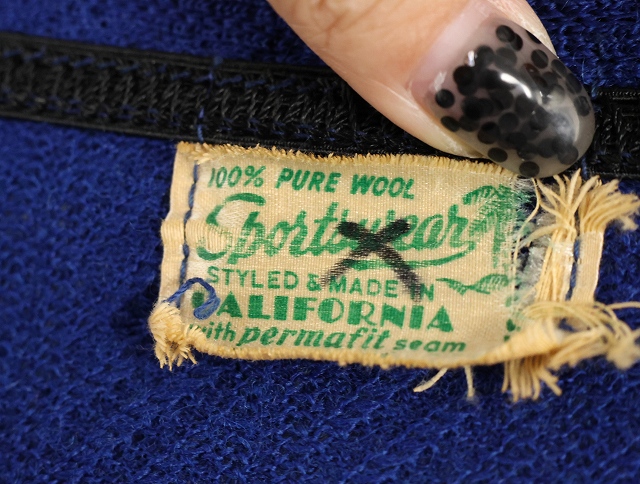 100% PURE WOOL
Sportswear
STYLED & MADE IN
CALIFORNIA
with permafit seam